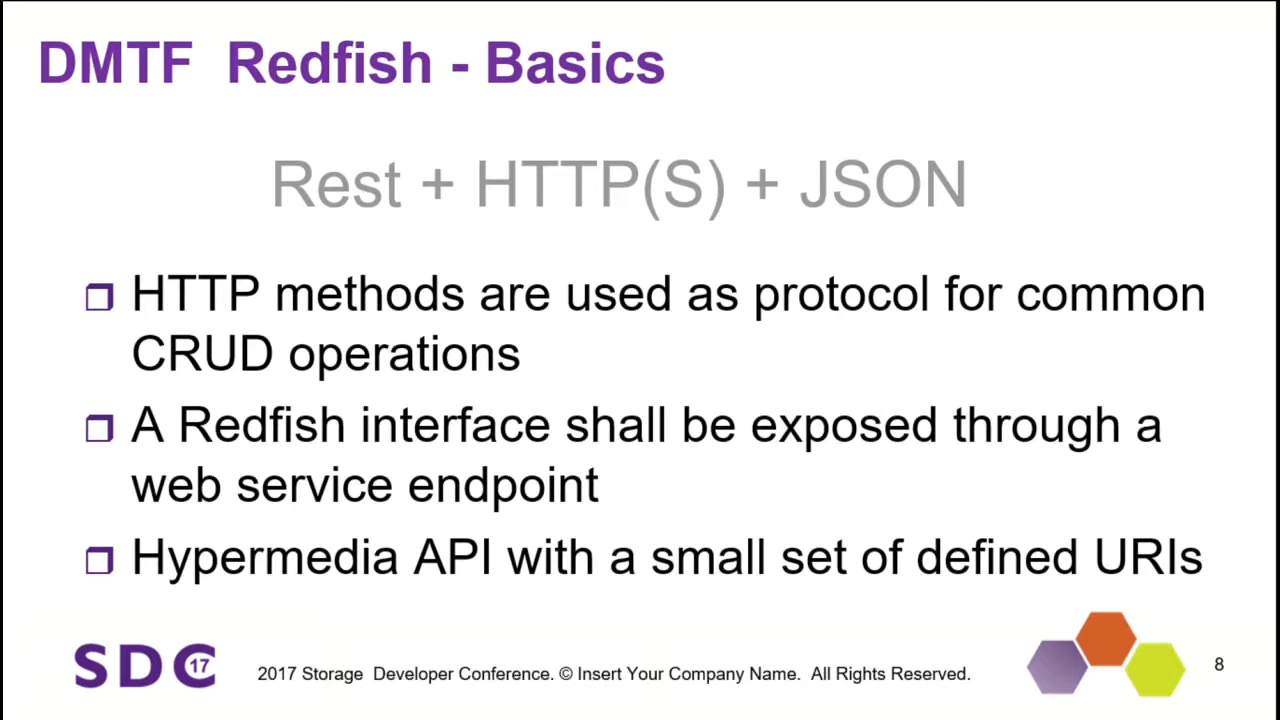 DMTF Redfish - Basics
Rest + HTTP(S) + JSON
HTTP methods are used as protocol for common
CRUD operations
A Redfish interface shall be exposed through a
web service endpoint
Hypermedia API with a small set of defined URIs
SDC 17
2017 Storage Developer Conference. © Insert Your Company Name. All Rights Reserved.
8